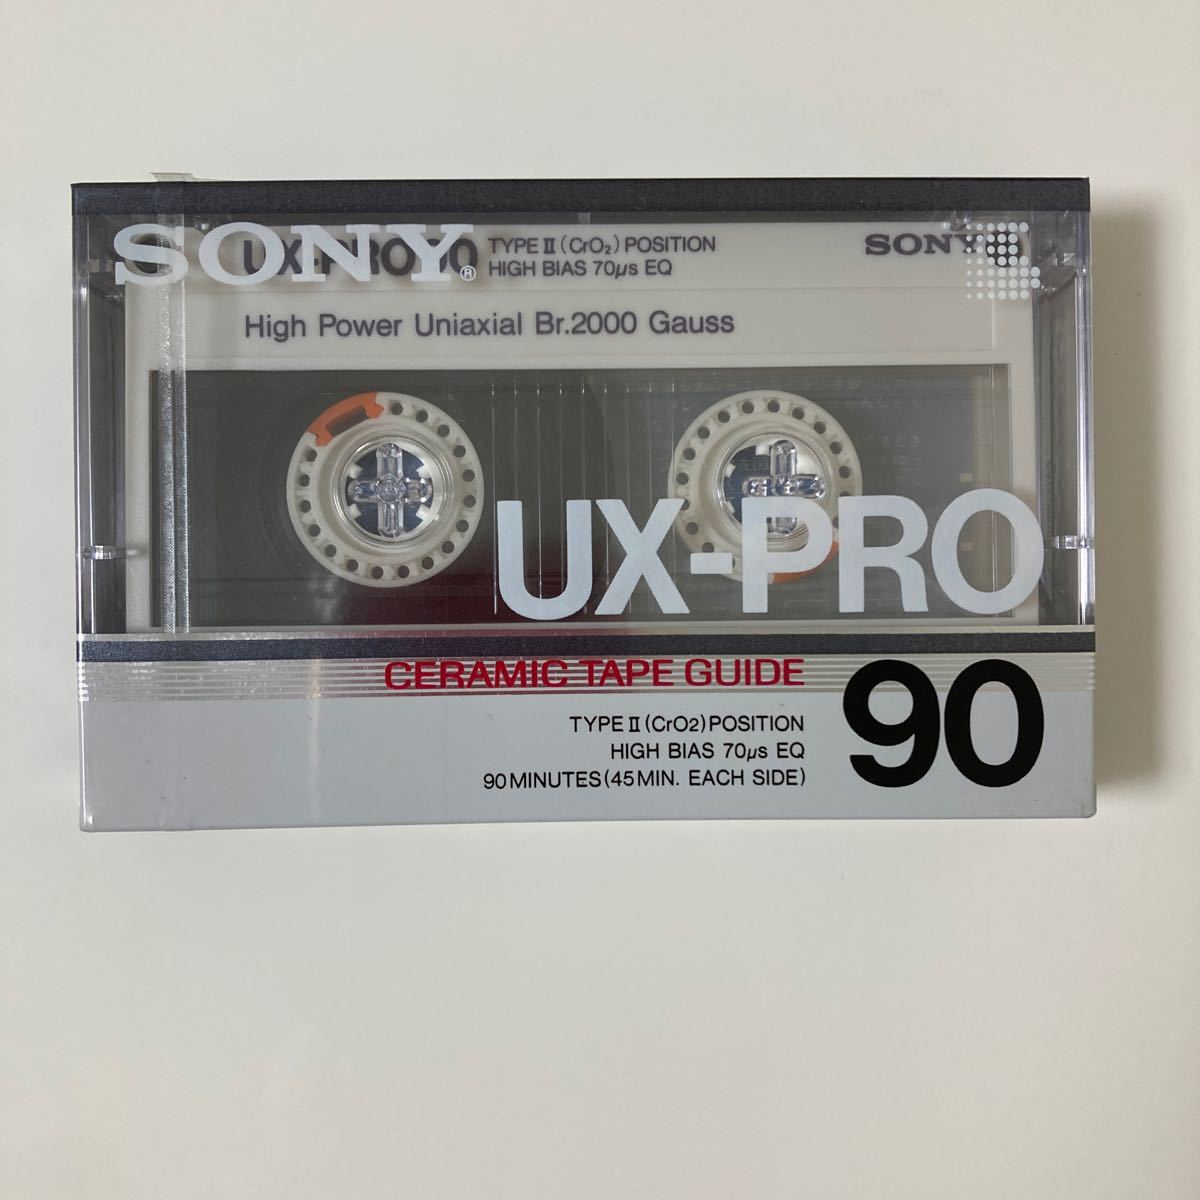 SONY®
UX-PRO 90 TYPE II (CrO₂) POSITION SONY
HIGH BIAS 70µs EQ
High Power Uniaxial Br.2000 Gauss
UX-PRO
CERAMIC TAPE GUIDE
90
TYPE II (CrO₂) POSITION
HIGH BIAS 70µs EQ
90 MINUTES (45 MIN. EACH SIDE)